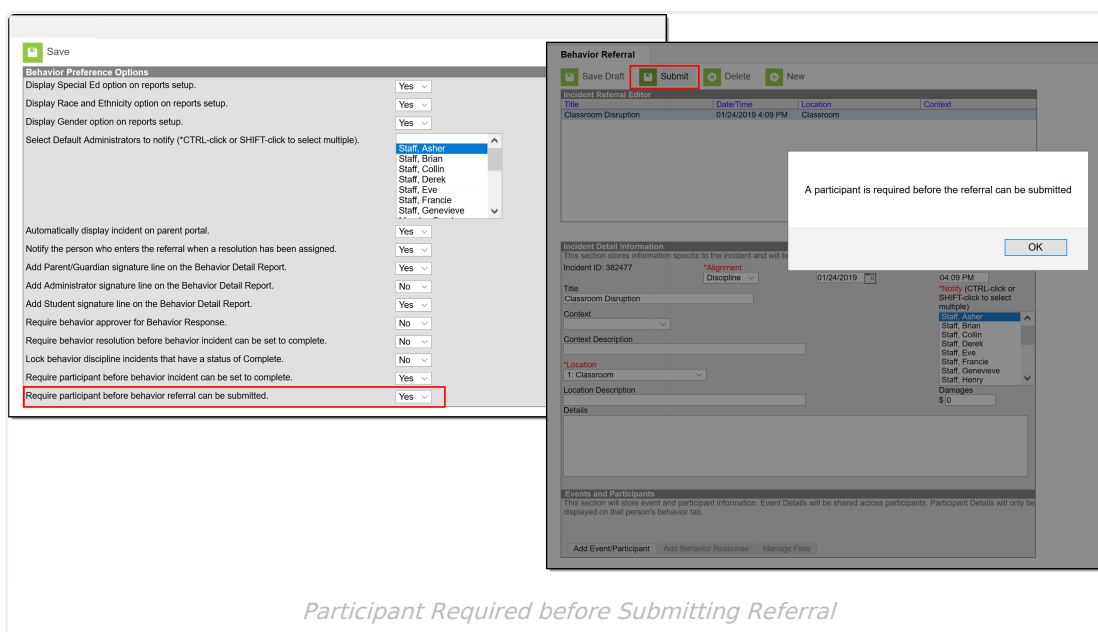 Save
Behavior Preference Options
Display Special Ed option on reports setup. Yes
Display Race and Ethnicity option on reports setup. Yes
Display Gender option on reports setup. Yes
Select Default Administrators to notify (*CTRL-click or SHIFT-click to select multiple).
Staff, Asher
Staff, Brian
Staff, Collin
Staff, Derek
Staff, Eve
Staff, Francie
Staff, Genevieve
Automatically display incident on parent portal. Yes
Notify the person who enters the referral when a resolution has been assigned. Yes
Add Parent/Guardian signature line on the Behavior Detail Report. Yes
Add Administrator signature line on the Behavior Detail Report. No
Add Student signature line on the Behavior Detail Report. Yes
Require behavior approver for Behavior Response. No
Require behavior resolution before behavior incident can be set to complete. No
Lock behavior discipline incidents that have a status of Complete. No
Require participant before behavior incident can be set to complete. Yes
Require participant before behavior referral can be submitted. Yes
Behavior Referral
Save Draft Submit Delete New
Incident Referral Editor
Title Date/Time Location Context
Classroom Disruption 01/24/2019 4:09 PM Classroom
A participant is required before the referral can be submitted
OK
Incident Detail Information
This section stores information specific to the incident and will b
Incident ID: 382477 *Alignment
Discipline 01/24/2019 04:09 PM
Title
Classroom Disruption
*Notify (CTRL-click or
SHIFT-click to select
multiple)
Staff, Asher
Staff, Brian
Staff, Collin
Staff, Derek
Staff, Eve
Staff, Francie
Staff, Genevieve
Staff, Henry
Context
Context Description
*Location
1: Classroom
Location Description
Damages
$ 0
Details
Events and Participants
This section will store event and participant information. Event Details will be shared across participants. Participant Details will only be
displayed on that person's behavior tab.
Add Event/Participant Add Behavior Response Manage Files
Participant Required before Submitting Referral